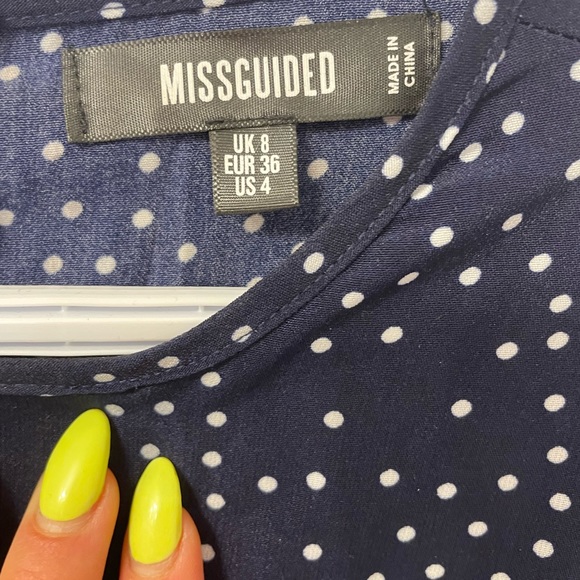 MISSGUIDED
MADE IN
CHINA
UK 8
EUR 36
US 4